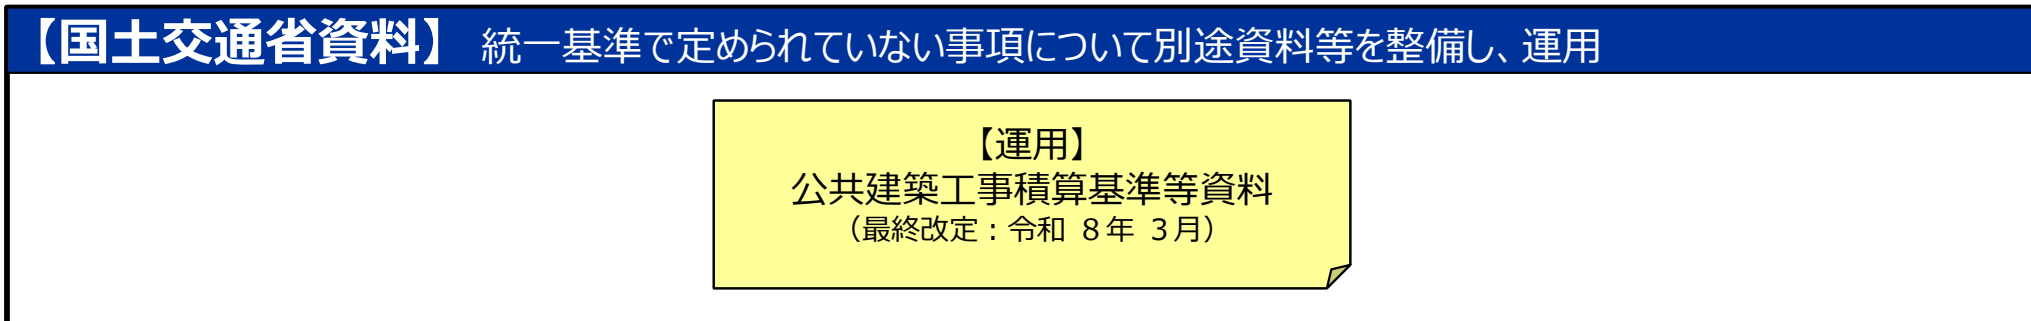 【国土交通省資料】 統一基準で定められていない事項について別途資料等を整備し、運用
【運用】
公共建築工事積算基準等資料
（最終改定：令和 ８年 ３月）